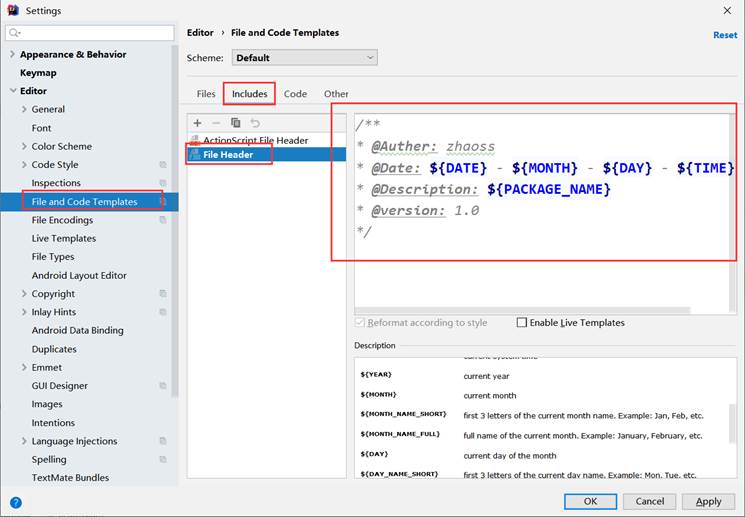 Settings
Editor › File and Code Templates
Reset
Scheme: Default
Appearance & Behavior
Keymap
Editor
General
Font
Color Scheme
Code Style
Inspections
File and Code Templates
File Encodings
Live Templates
File Types
Android Layout Editor
Copyright
Inlay Hints
Android Data Binding
Duplicates
Emmet
GUI Designer
Images
Intentions
Language Injections
Spelling
TextMate Bundles
Files Includes Code Other
ActionScript File Header
File Header
/**
* @Auther: zhaoss
* @Date: ${DATE} - ${MONTH} - ${DAY} - ${TIME}
* @Description: ${PACKAGE_NAME}
* @version: 1.0
*/
Reformat according to style Enable Live Templates
Description
current system time
${YEAR} current year
${MONTH} current month
${MONTH_NAME_SHORT} first 3 letters of the current month name. Example: Jan, Feb, etc.
${MONTH_NAME_FULL} full name of the current month. Example: January, February, etc.
${DAY} current day of the month
${DAY_NAME_SHORT} first 3 letters of the current day name. Example: Mon, Tue, etc.
? OK Cancel Apply